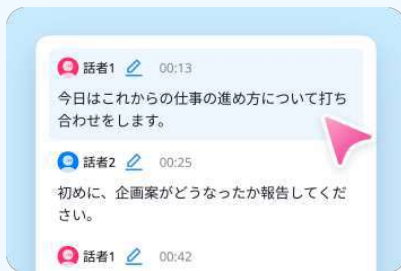 話者1 00:13
今日はこれからの仕事の進め方について打ち
合わせをします。
話者2 00:25
初めに、企画案がどうなったか報告してくだ
さい。
話者1 00:42